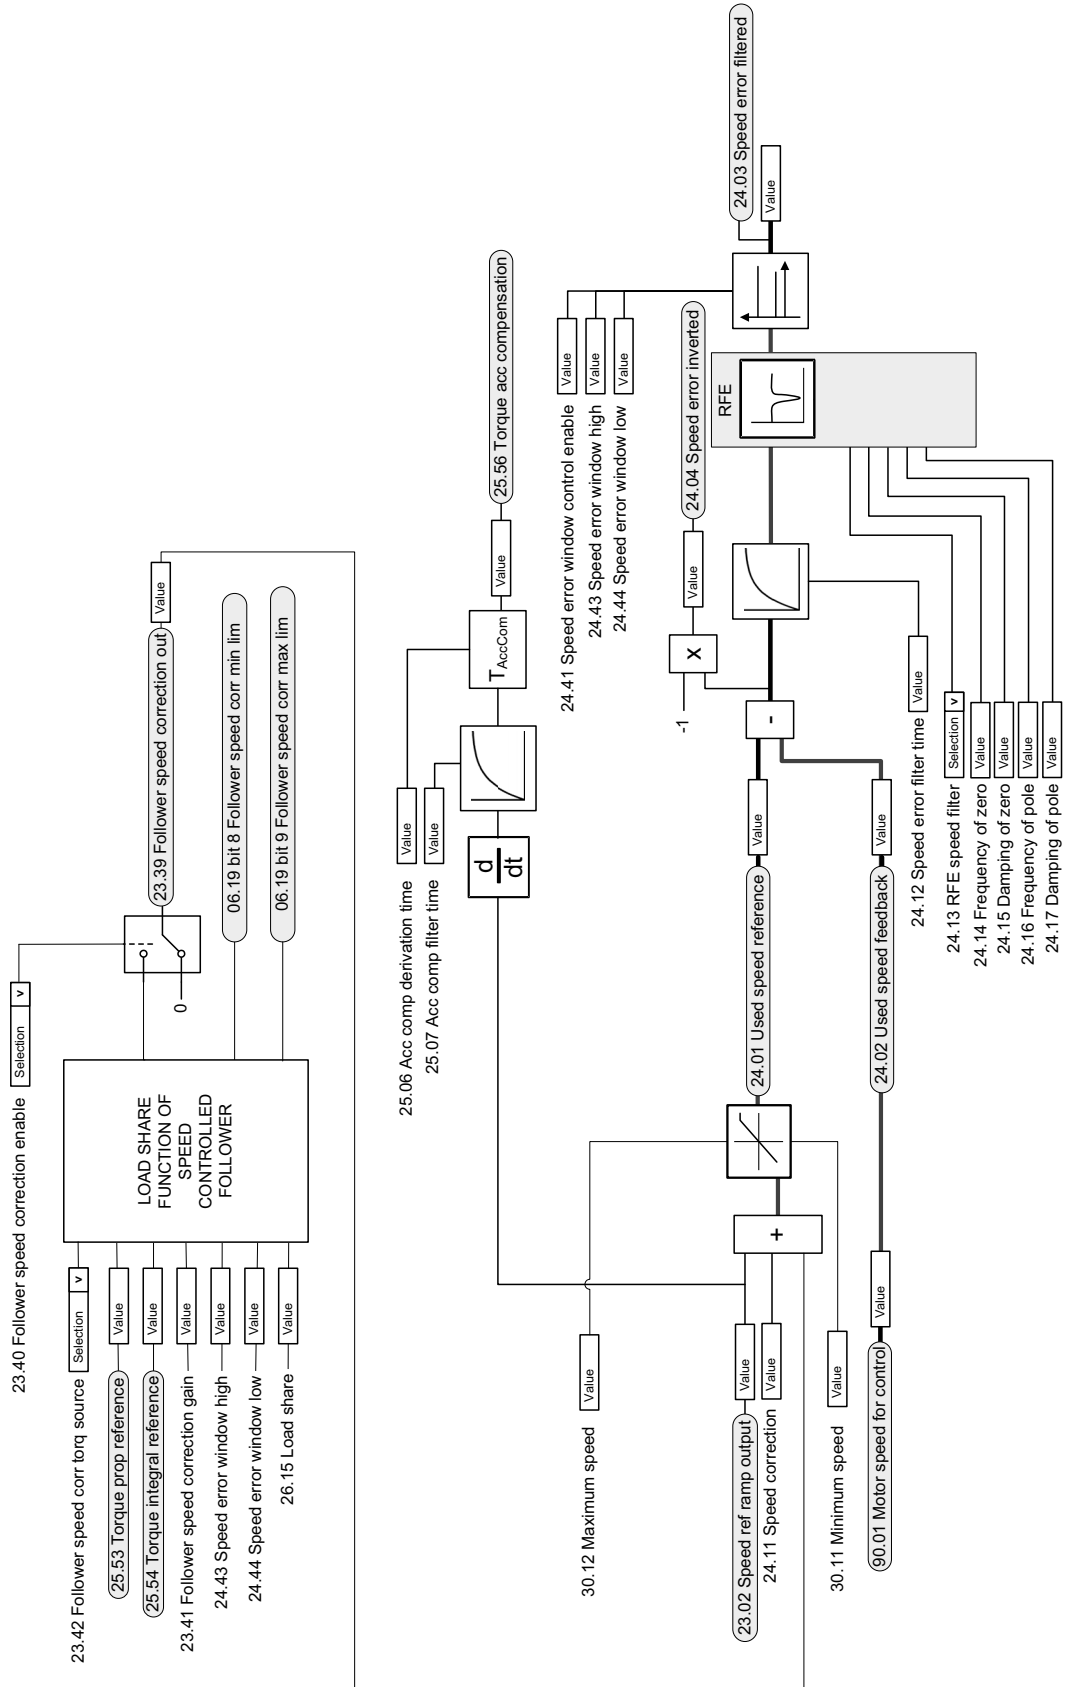 23.40 Follower speed correction enable
Selection v
23.42 Follower speed corr torq source
Selection v
25.53 Torque prop reference
Value
25.54 Torque integral reference
Value
23.41 Follower speed correction gain
Value
24.43 Speed error window high
Value
24.44 Speed error window low
Value
26.15 Load share
Value
LOAD SHARE
FUNCTION OF
SPEED
CONTROLLED
FOLLOWER
0
23.39 Follower speed correction out
Value
06.19 bit 8 Follower speed corr min lim
06.19 bit 9 Follower speed corr max lim
25.06 Acc comp derivation time
Value
25.07 Acc comp filter time
Value
d
dt
TAccCom
Value
25.56 Torque acc compensation
24.41 Speed error window control enable
Value
24.43 Speed error window high
Value
24.44 Speed error window low
Value
30.12 Maximum speed
Value
23.02 Speed ref ramp output
Value
24.11 Speed correction
Value
30.11 Minimum speed
Value
90.01 Motor speed for control
Value
+
24.01 Used speed reference
Value
24.02 Used speed feedback
Value
-
-1
X
Value
24.04 Speed error inverted
RFE
24.03 Speed error filtered
Value
24.12 Speed error filter time
Value
24.13 RFE speed filter
Selection v
24.14 Frequency of zero
Value
24.15 Damping of zero
Value
24.16 Frequency of pole
Value
24.17 Damping of pole
Value